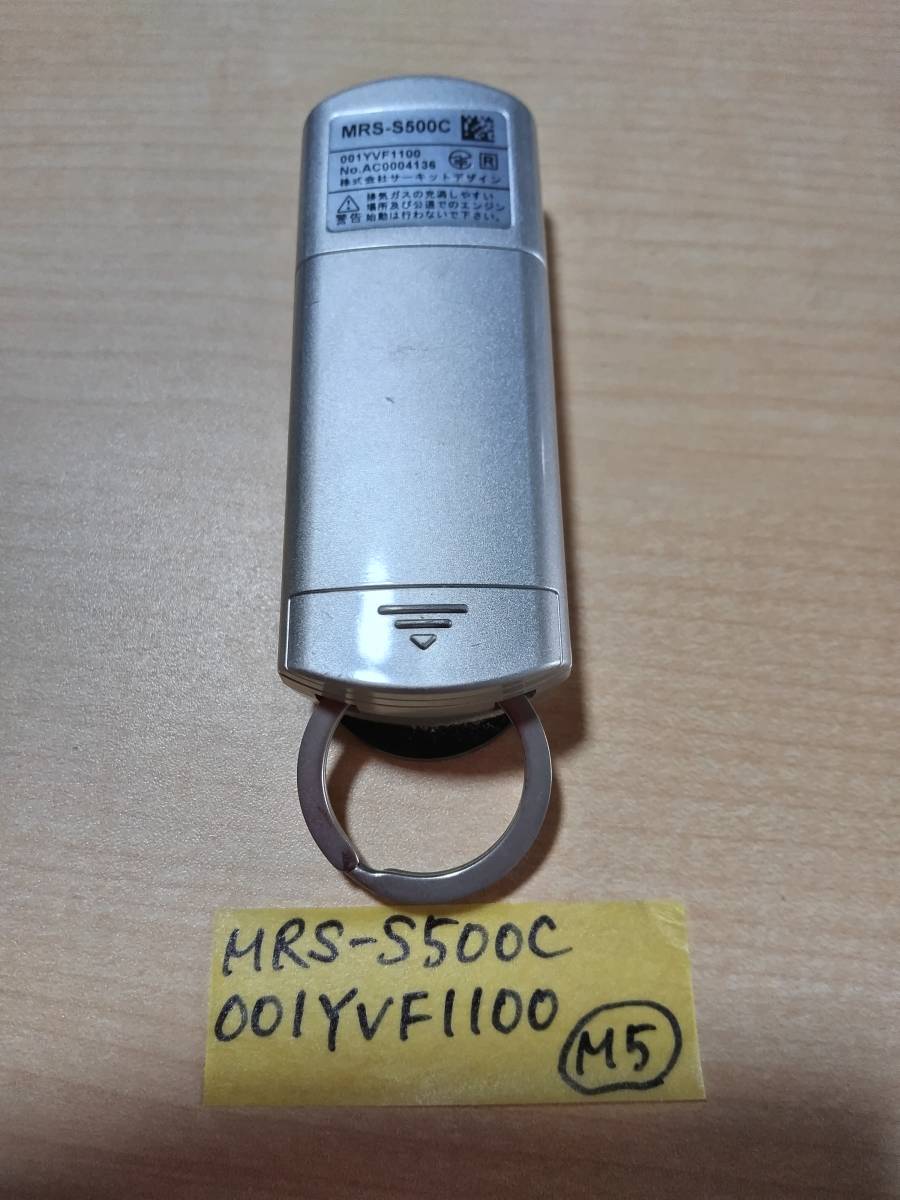 MRS-S500C
001YVF1100
No.AC0004136
R
株式会社サーキットデザイン
排気ガスの充満しやすい
場所及び公道でのエンジン
警告 始動は行わないで下さい。
MRS-S500C
001YVF1100
M5